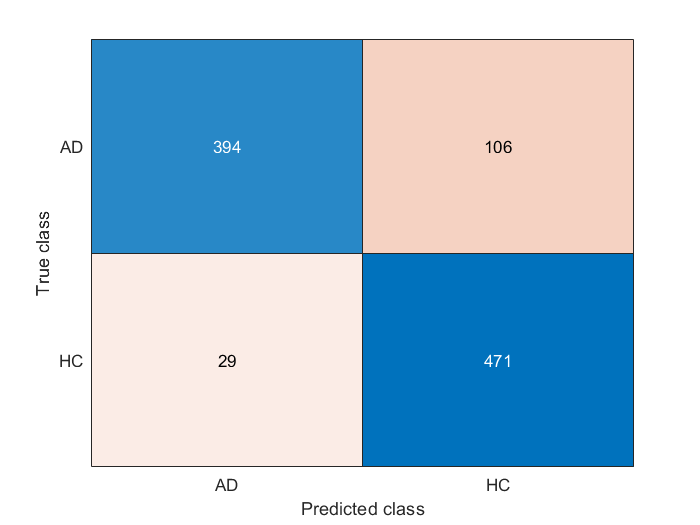 True class
AD
394
106
HC
29
471
AD
HC
Predicted class